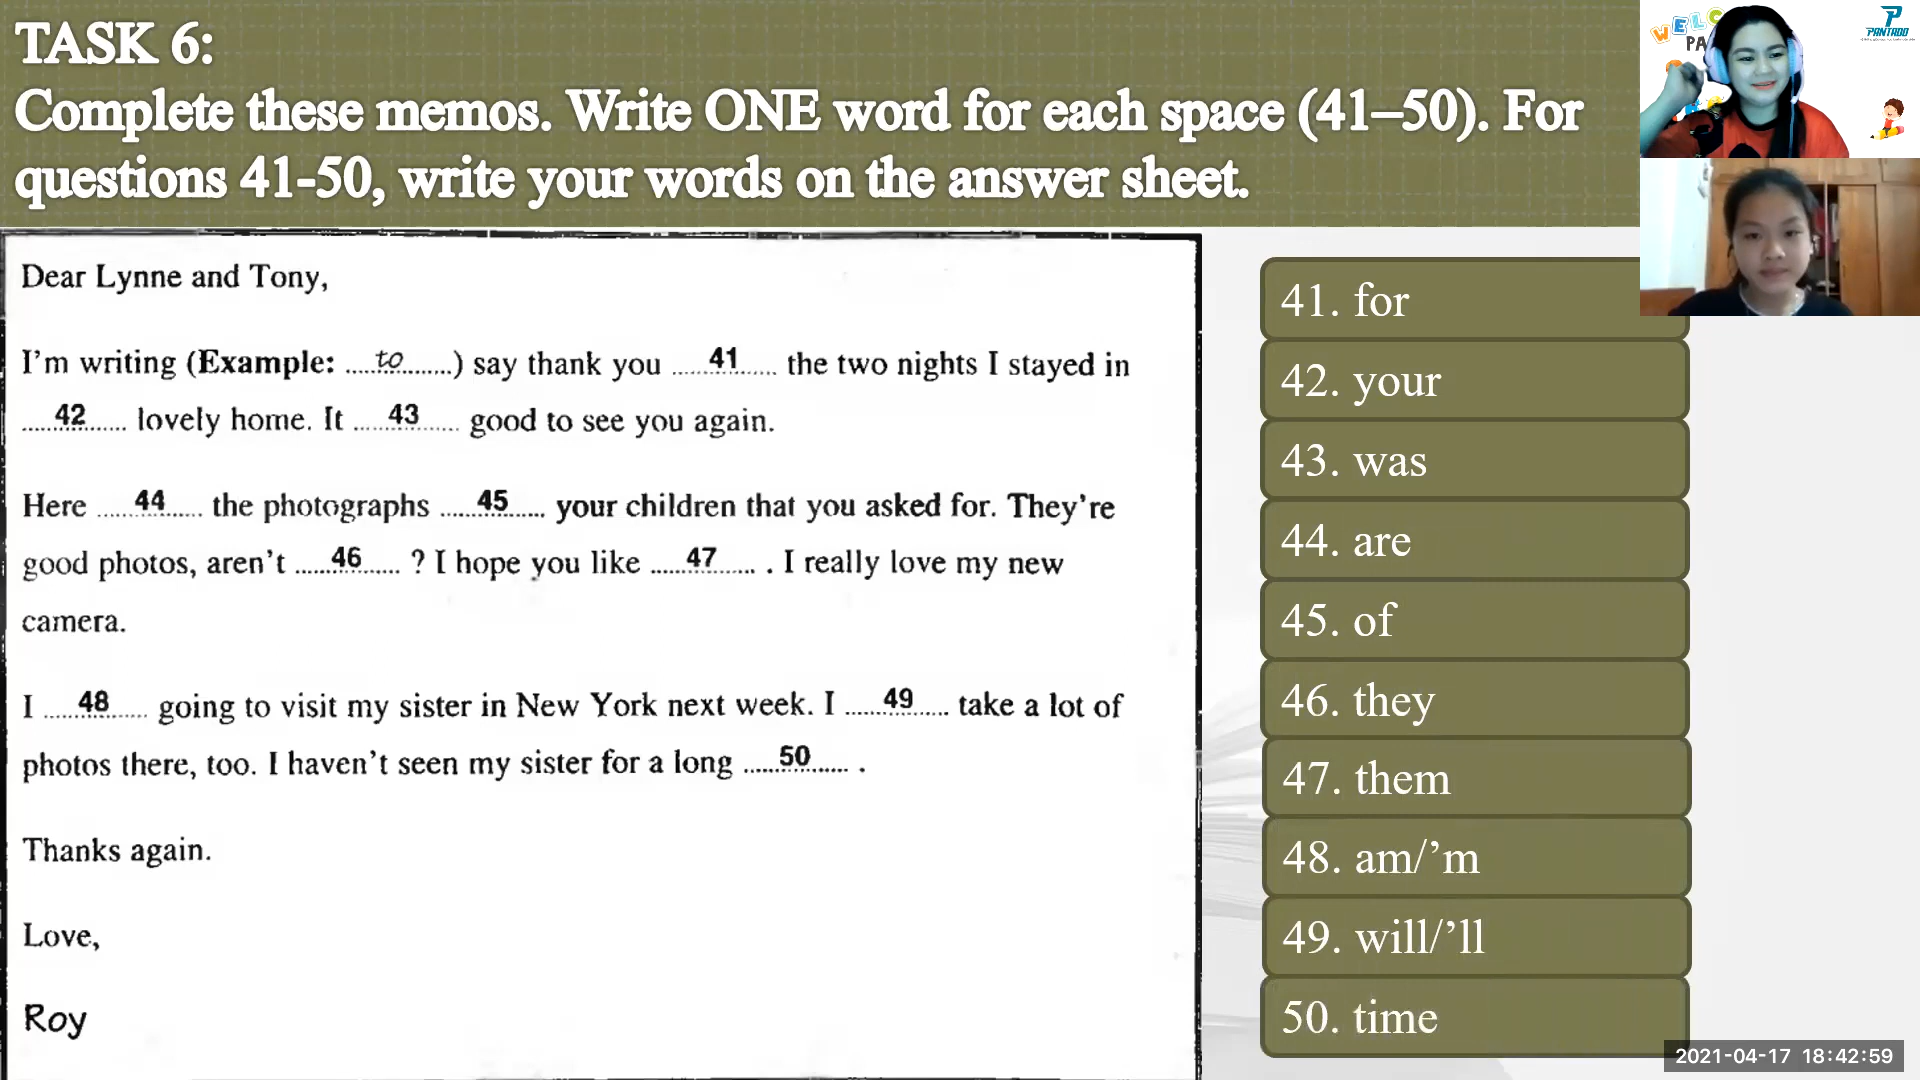 TASK 6:
Complete these memos. Write ONE word for each space (41–50). For
questions 41-50, write your words on the answer sheet.
Dear Lynne and Tony,
I'm writing (Example: ....to........) say thank you ......41...... the two nights I stayed in
......42...... lovely home. It ......43...... good to see you again.
Here ......44...... the photographs ......45...... your children that you asked for. They're
good photos, aren't ......46...... ? I hope you like ......47...... . I really love my new
camera.
I ......48...... going to visit my sister in New York next week. I ......49...... take a lot of
photos there, too. I haven't seen my sister for a long ......50...... .
Thanks again.
Love,
Roy
41. for
42. your
43. was
44. are
45. of
46. they
47. them
48. am/’m
49. will/’ll
50. time
WELC
PA
PANTADO
2021-04-17 18:42:59